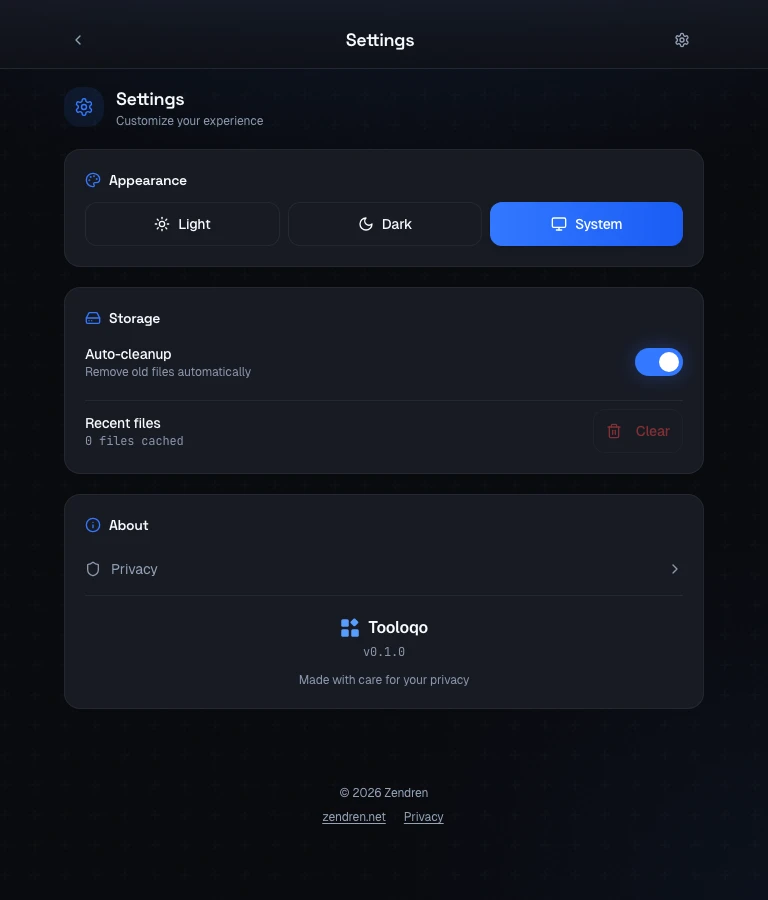 Settings
Settings
Customize your experience
Appearance
Light
Dark
System
Storage
Auto-cleanup
Remove old files automatically
Recent files
0 files cached
Clear
About
Privacy
Tooloqo
v0.1.0
Made with care for your privacy
© 2026 Zendren
zendren.net Privacy